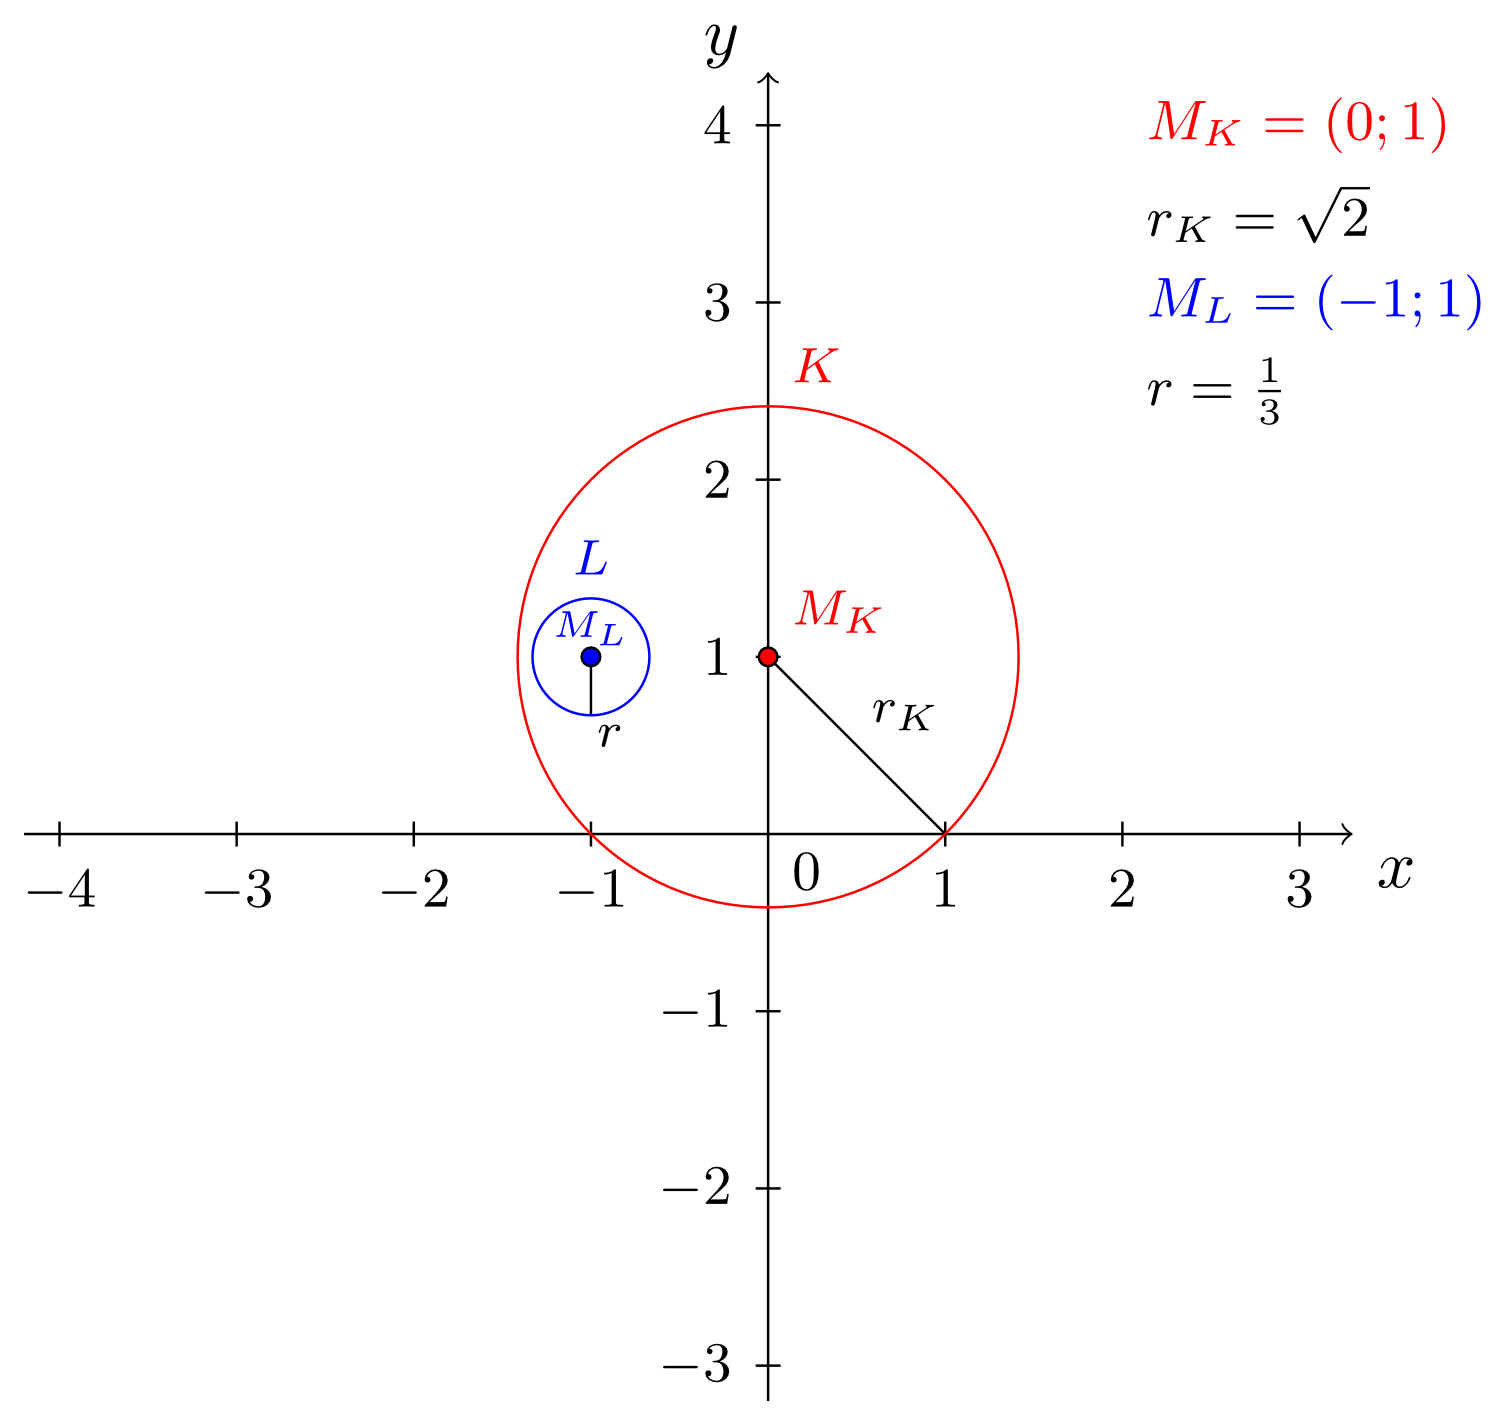 y
M_K = (0; 1)
4
r_K = √2
M_L = (−1; 1)
3
K
r = 1/3
2
L
M_L
M_K
1
r_K
r
0
x
−4 −3 −2 −1 1 2 3
−1
−2
−3